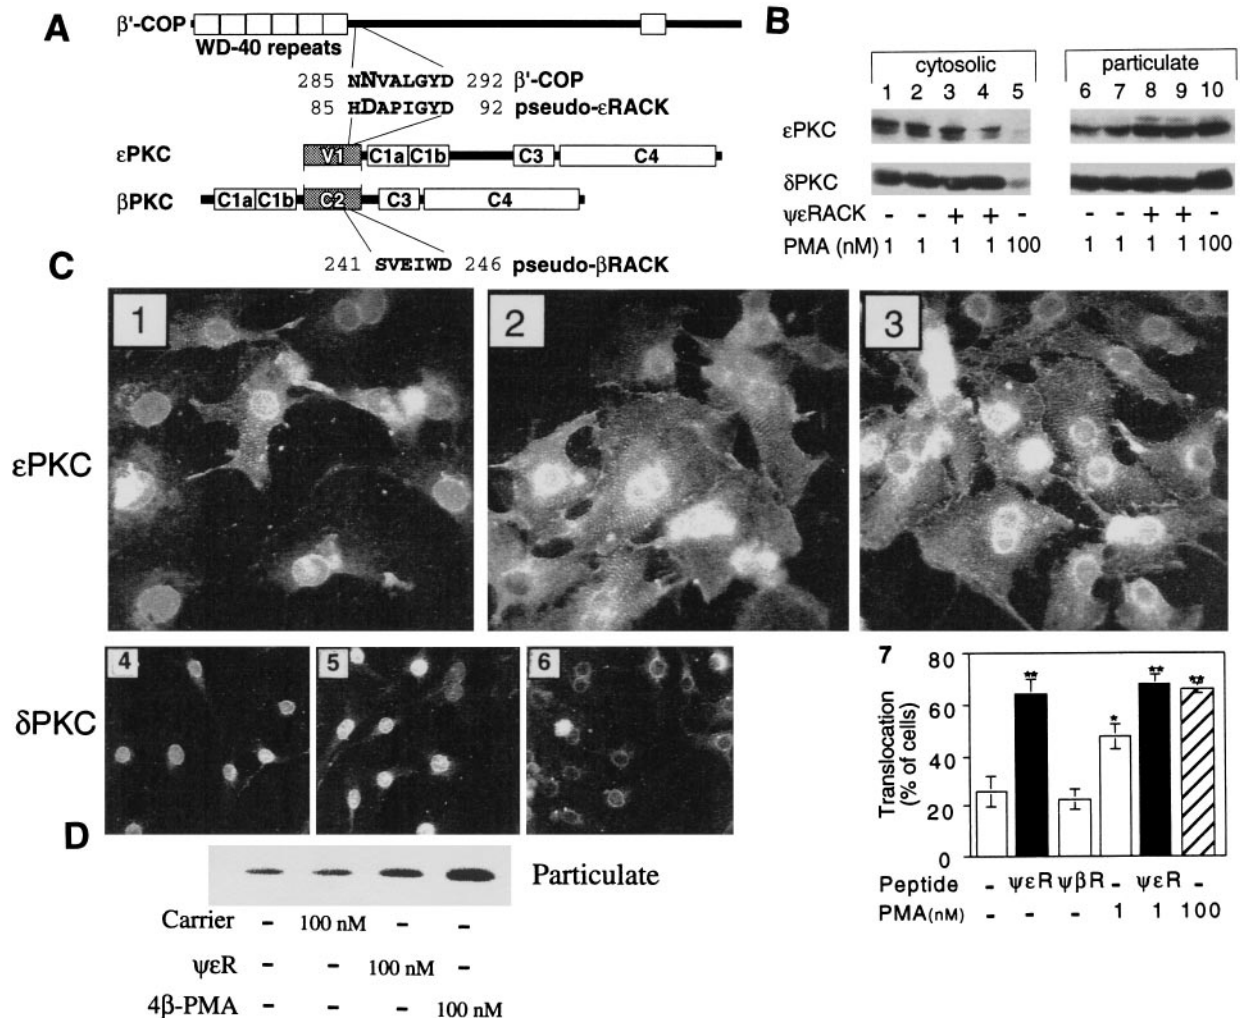 A
β'-COP
WD-40 repeats
285 NNVALGYD 292 β'-COP
85 HDAPIGYD 92 pseudo-εRACK
εPKC V1 C1a C1b C3 C4
βPKC C1a C1b C2 C3 C4
241 SVEIWD 246 pseudo-βRACK
B
cytosolic particulate
1 2 3 4 5 6 7 8 9 10
εPKC
δPKC
ψεRACK - - + + - - - + + -
PMA (nM) 1 1 1 1 100 1 1 1 1 100
C
1 2 3
εPKC
4 5 6
δPKC
7
Translocation
(% of cells)
80
60
40
20
0
** * ** **
Peptide - ψεR ψβR - ψεR -
PMA(nM) - - - 1 1 100
D
Particulate
Carrier - 100 nM - -
ψεR - - 100 nM -
4β-PMA - - - 100 nM